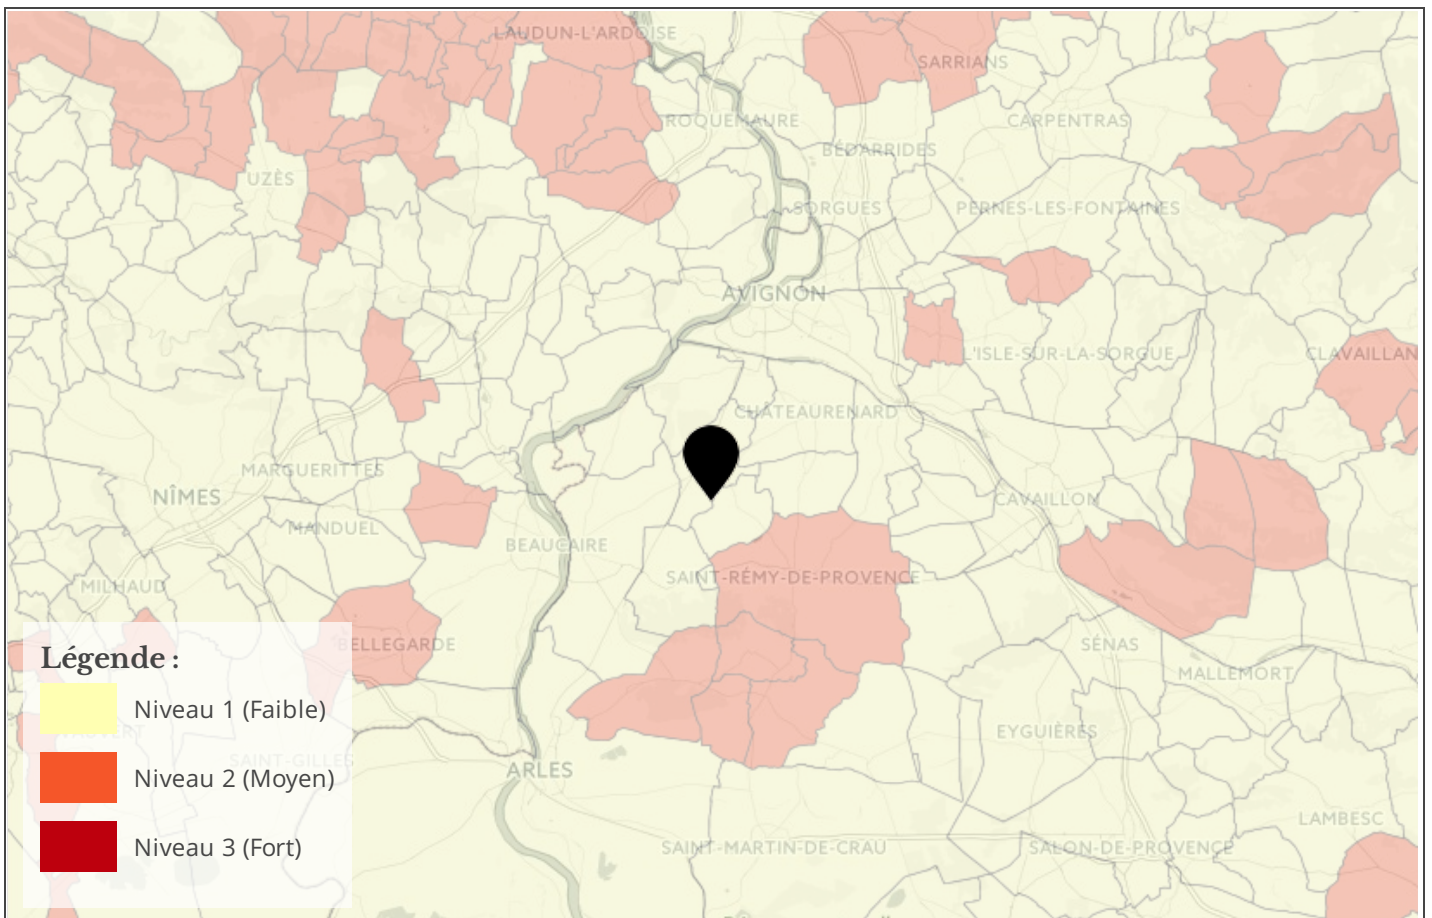 LAUDUN-L'ARDOISE
SARRIANS
ROQUEMAURE
CARPENTRAS
BÉDARRIDES
UZÈS
SORGUES
PERNES-LES-FONTAINES
AVIGNON
L'ISLE-SUR-LA-SORGUE
CLAVAILLAN
CHÂTEAURENARD
MARGUERITTES
NÎMES
CAVAILLON
MANDUEL
BEAUCAIRE
SAINT-RÉMY-DE-PROVENCE
MILHAUD
BELLEGARDE
SÉNAS
Légende :
MALLEMORT
Niveau 1 (Faible)
EYGUIÈRES
SAINT-GILLES
ARLES
Niveau 2 (Moyen)
LAMBESC
Niveau 3 (Fort)
SAINT-MARTIN-DE-CRAU
SALON-DE-PROVENCE